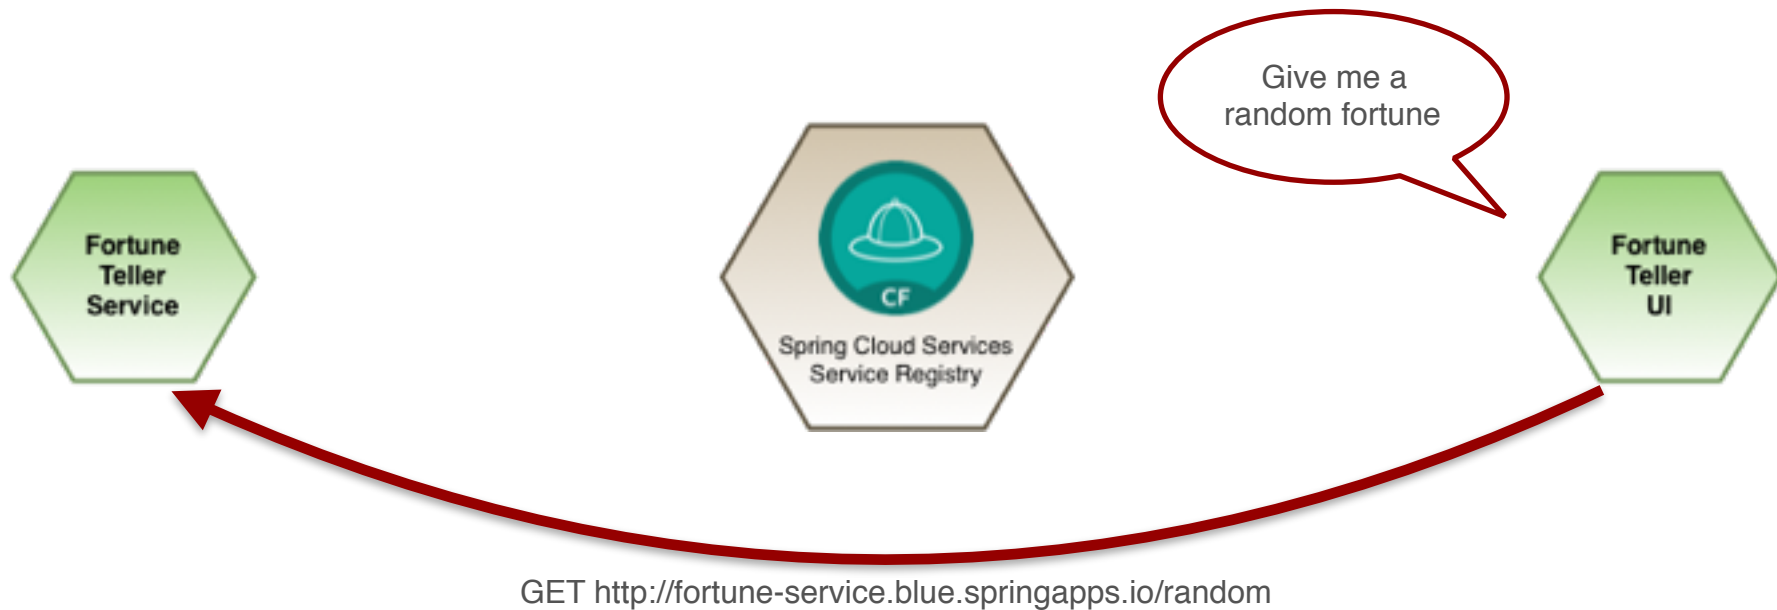 Give me a
random fortune
Fortune
Teller
Service
CF
Spring Cloud Services
Service Registry
Fortune
Teller
UI
GET http://fortune-service.blue.springapps.io/random